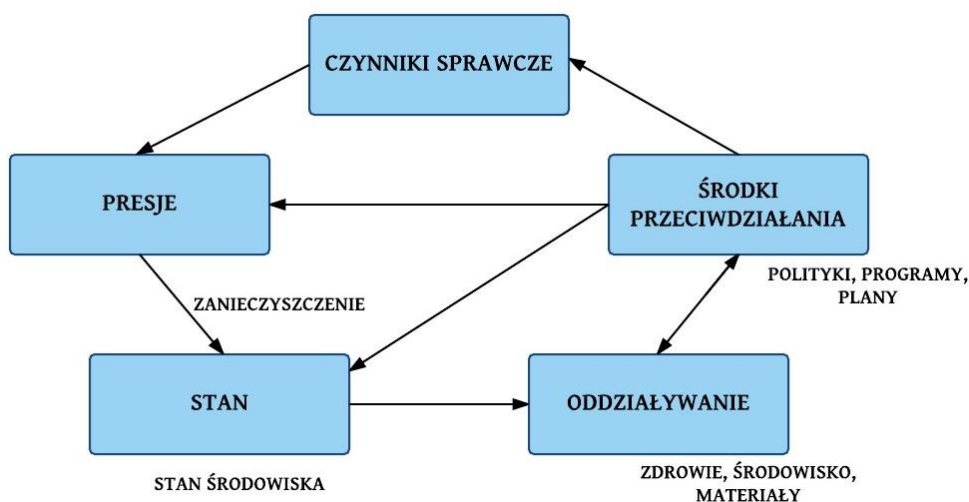 CZYNNIKI SPRAWCZE
PRESJE
ŚRODKI
PRZECIWDZIAŁANIA
POLITYKI, PROGRAMY,
PLANY
ZANIECZYSZCZENIE
STAN
ODDZIAŁYWANIE
STAN ŚRODOWISKA
ZDROWIE, ŚRODOWISKO,
MATERIAŁY